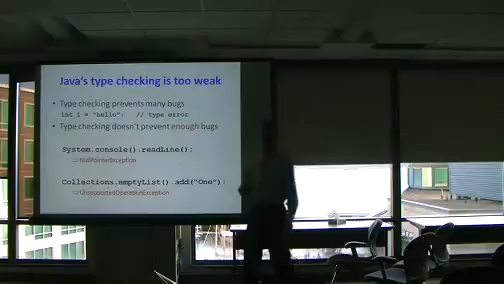 Java's type checking is too weak
• Type checking prevents many bugs
int i = "hello"; // type error
• Type checking doesn't prevent enough bugs
System.console().readLine();
⇒ NullPointerException
Collections.emptyList().add("One");
⇒ UnsupportedOperationException